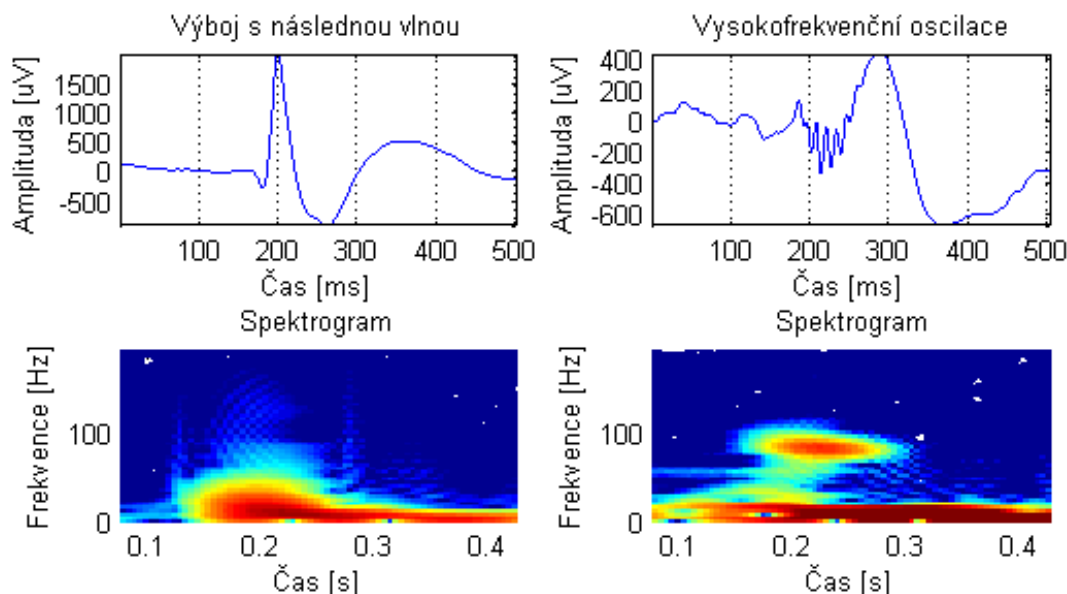 Výboj s následnou vlnou
Amplituda [uV]
1500
1000
500
0
-500
100 200 300 400 500
Čas [ms]
Vysokofrekvenční oscilace
Amplituda [uV]
400
200
0
-200
-400
-600
100 200 300 400 500
Čas [ms]
Spektrogram
Frekvence [Hz]
100
0
0.1 0.2 0.3 0.4
Čas [s]
Spektrogram
Frekvence [Hz]
100
0
0.1 0.2 0.3 0.4
Čas [s]